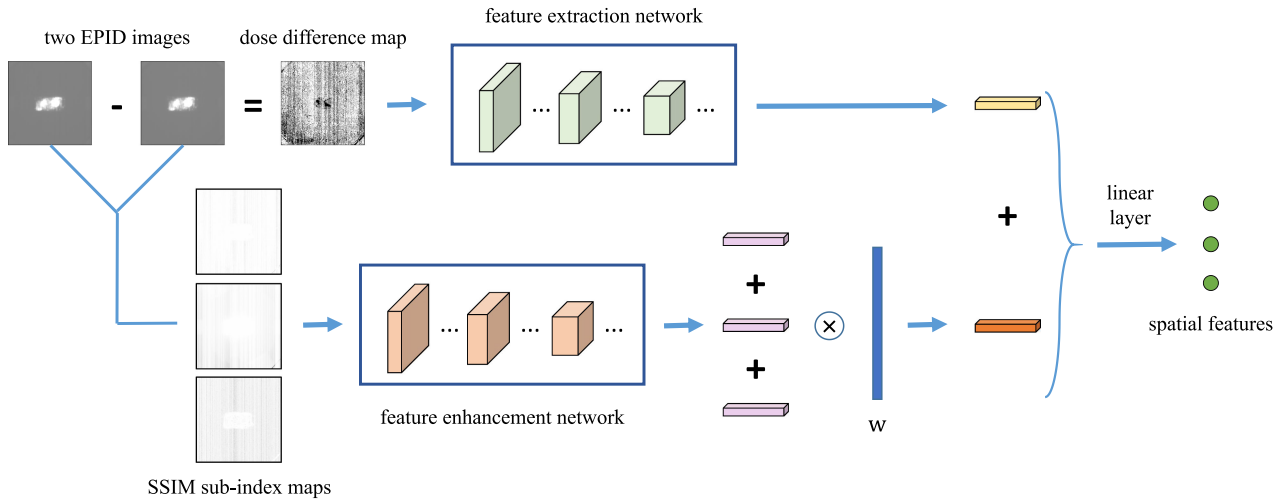 feature extraction network
two EPID images
dose difference map
-
=
...
...
...
linear
layer
+
+
+
×
...
...
...
spatial features
feature enhancement network
w
SSIM sub-index maps